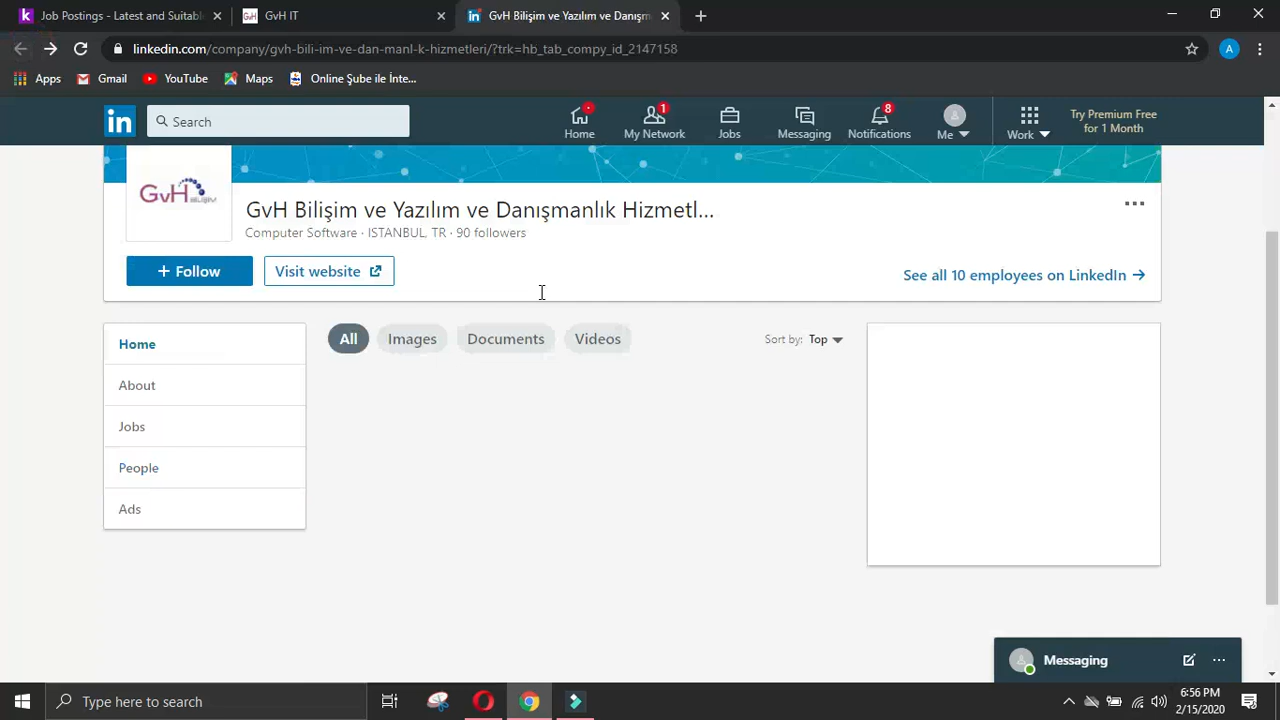 Job Postings - Latest and Suitabl
GvH IT
GvH Bilişim ve Yazılım ve Danışm
linkedin.com/company/gvh-bili-im-ve-dan-manl-k-hizmetleri/?trk=hb_tab_compy_id_2147158
A
Apps
Gmail
YouTube
Maps
Online Şube ile İnte...
in
Search
Home
1
My Network
Jobs
Messaging
8
Notifications
Me
Work
Try Premium Free
for 1 Month
GvH BİLİŞİM
GvH Bilişim ve Yazılım ve Danışmanlık Hizmetl...
Computer Software · ISTANBUL, TR · 90 followers
+ Follow
Visit website
See all 10 employees on LinkedIn →
Home
About
Jobs
People
Ads
All
Images
Documents
Videos
Sort by: Top
Messaging
Type here to search
6:56 PM
2/15/2020